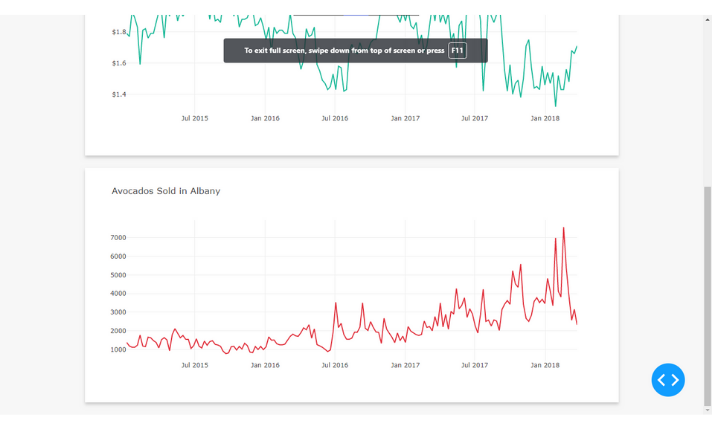 $1.8
To exit full screen, swipe down from top of screen or press F11
$1.6
$1.4
Jul 2015 Jan 2016 Jul 2016 Jan 2017 Jul 2017 Jan 2018
Avocados Sold in Albany
7000
6000
5000
4000
3000
2000
1000
Jul 2015 Jan 2016 Jul 2016 Jan 2017 Jul 2017 Jan 2018